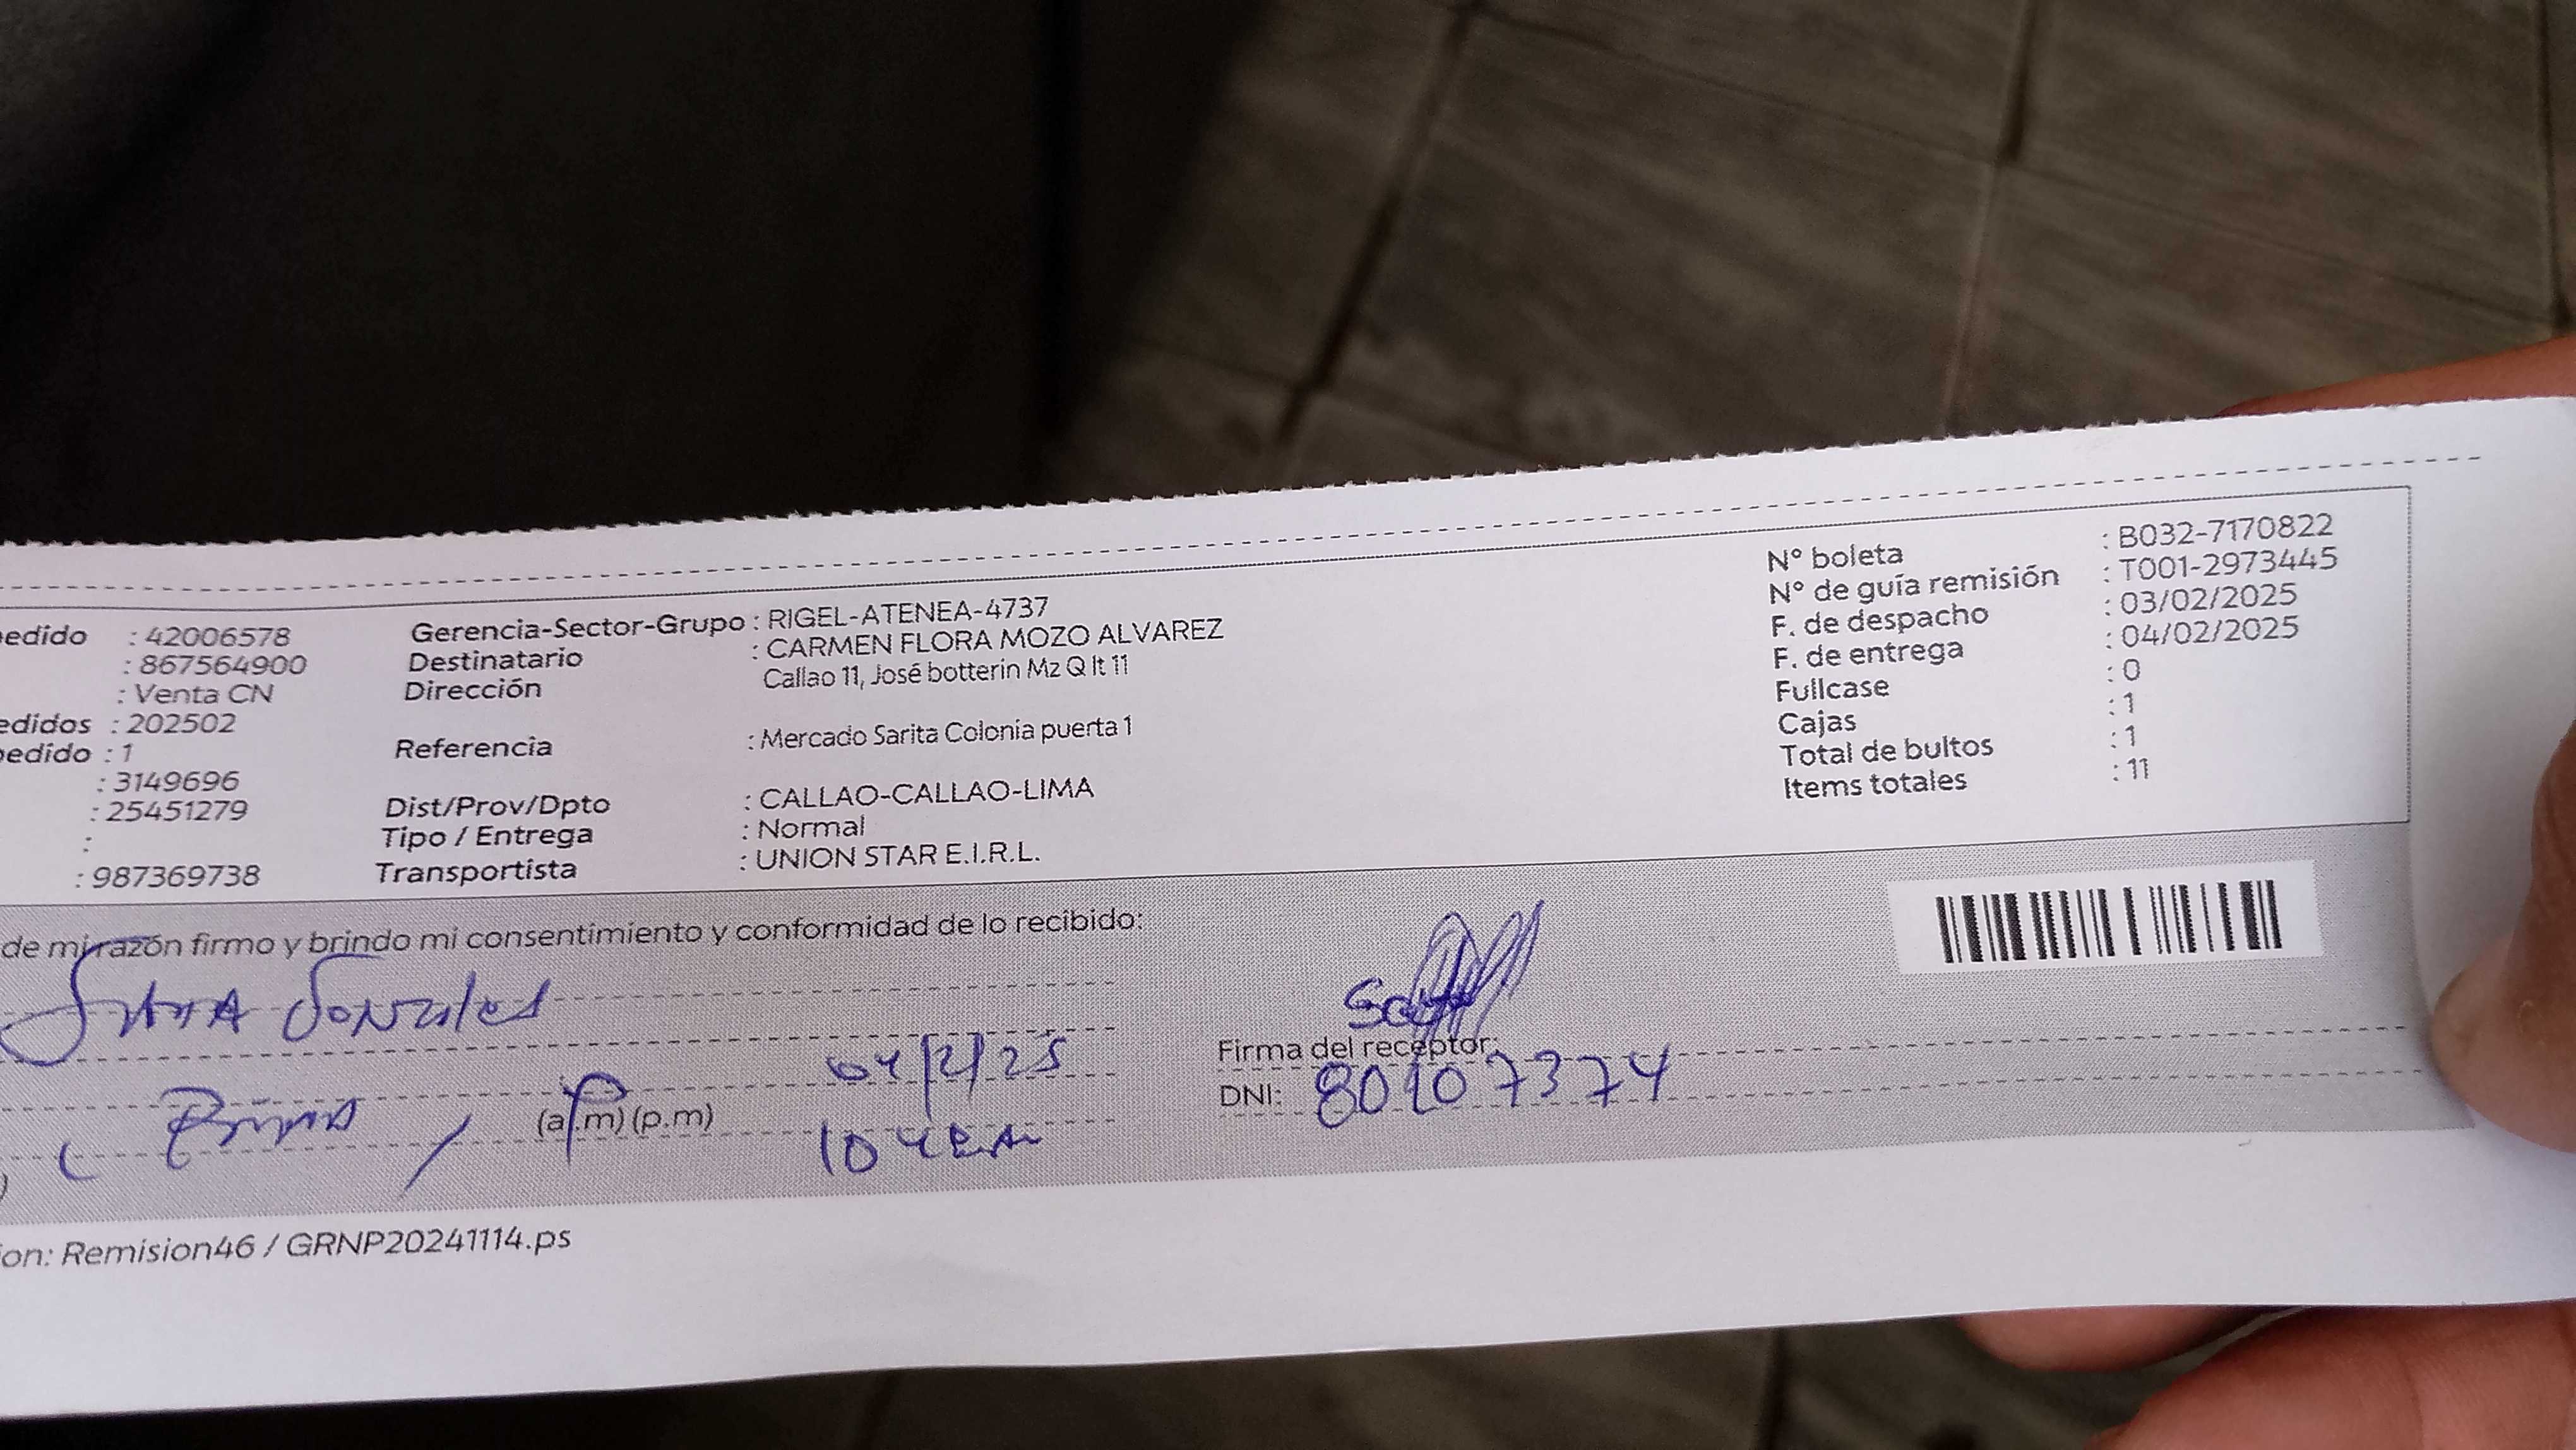 edido : 42006578
: 867564900
: Venta CN
edidos : 202502
edido : 1
: 3149696
: 25451279
:
: 987369738
Gerencia-Sector-Grupo : RIGEL-ATENEA-4737
Destinatario : CARMEN FLORA MOZO ALVAREZ
Dirección Callao 11, José botterin Mz Q lt 11
Referencia : Mercado Sarita Colonia puerta 1
Dist/Prov/Dpto : CALLAO-CALLAO-LIMA
Tipo / Entrega : Normal
Transportista : UNION STAR E.I.R.L.
N° boleta : B032-7170822
N° de guía remisión : T001-2973445
F. de despacho : 03/02/2025
F. de entrega : 04/02/2025
Fullcase : 0
Cajas : 1
Total de bultos : 1
Items totales : 11
de mi razón firmo y brindo mi consentimiento y conformidad de lo recibido:
Gonzales
04/2/25
(a.m) (p.m)
Firma del receptor:
DNI: 80107374
ion: Remision46 / GRNP20241114.ps